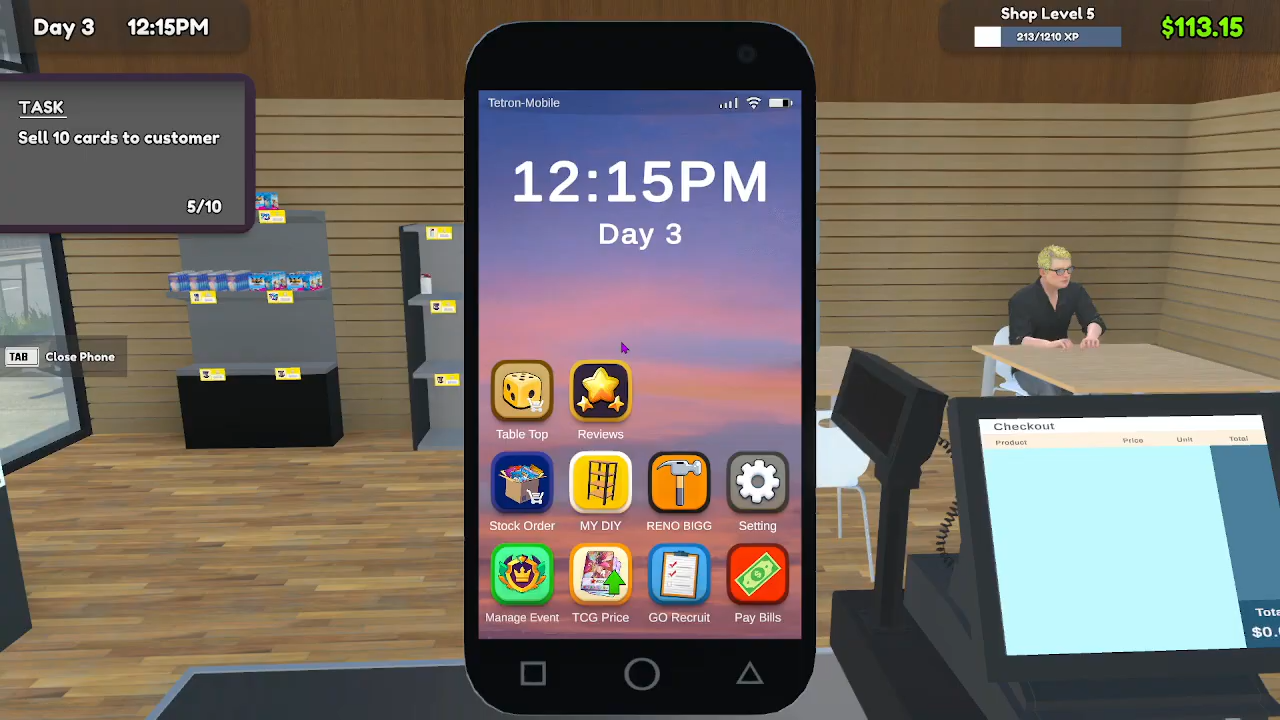 Day 3 12:15PM
Shop Level 5
213/1210 XP
$113.15
TASK
Sell 10 cards to customer
5/10
TAB Close Phone
Tetron-Mobile
12:15PM
Day 3
Table Top
Reviews
Stock Order
MY DIY
RENO BIGG
Setting
Manage Event
TCG Price
GO Recruit
Pay Bills
Checkout
Product Price Unit Total